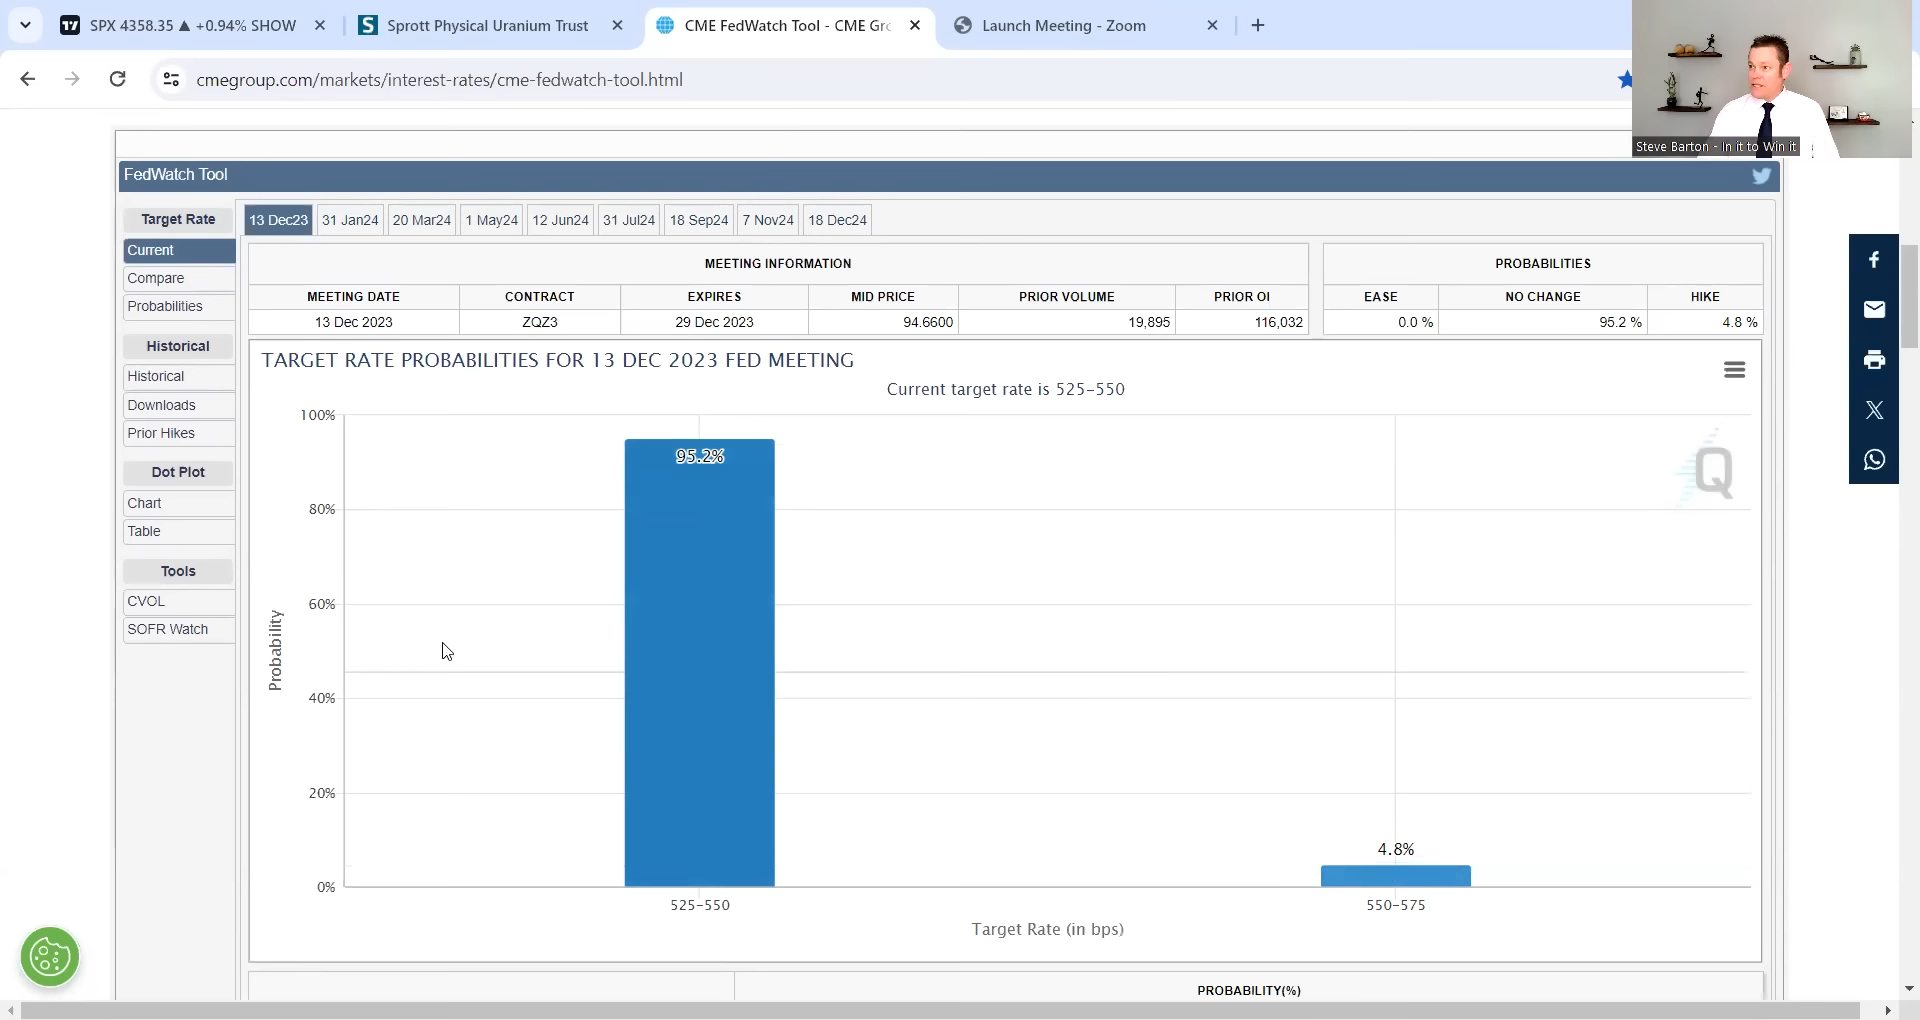 SPX 4358.35 ▲ +0.94% SHOW
Sprott Physical Uranium Trust
CME FedWatch Tool - CME Gro
Launch Meeting - Zoom
cmegroup.com/markets/interest-rates/cme-fedwatch-tool.html
Steve Barton - In it to Win it
FedWatch Tool
Target Rate
Current
Compare
Probabilities
Historical
Historical
Downloads
Prior Hikes
Dot Plot
Chart
Table
Tools
CVOL
SOFR Watch
13 Dec23 31 Jan24 20 Mar24 1 May24 12 Jun24 31 Jul24 18 Sep24 7 Nov24 18 Dec24
MEETING INFORMATION
MEETING DATE CONTRACT EXPIRES MID PRICE PRIOR VOLUME PRIOR OI
13 Dec 2023 ZQZ3 29 Dec 2023 94.6600 19,895 116,032
PROBABILITIES
EASE NO CHANGE HIKE
0.0 % 95.2 % 4.8 %
TARGET RATE PROBABILITIES FOR 13 DEC 2023 FED MEETING
Current target rate is 525-550
Q
Probability
100%
80%
60%
40%
20%
0%
95.2%
4.8%
525-550
550-575
Target Rate (in bps)
PROBABILITY(%)